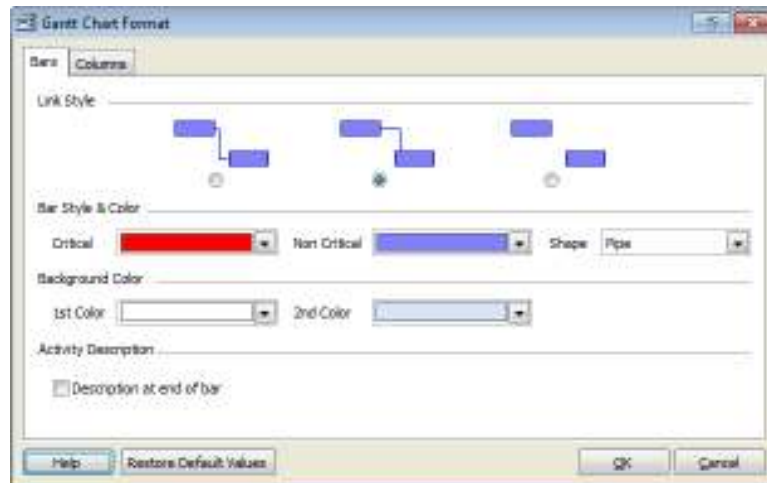 Gantt Chart Format
Bars Columns
Link Style
Bar Style & Color
Critical Non Critical Shape Pipe
Background Color
1st Color 2nd Color
Activity Description
Description at end of bar
Help Restore Default Values OK Cancel